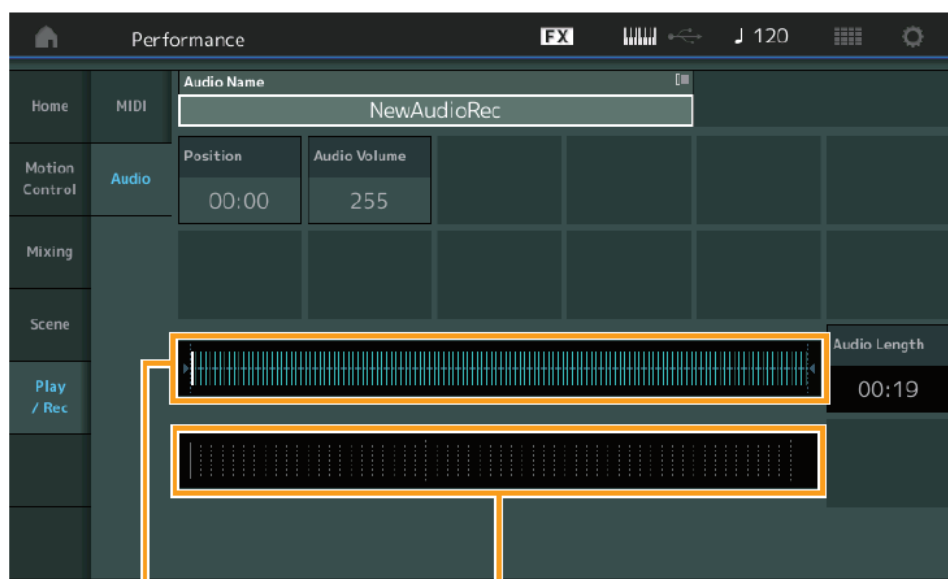 Performance
FX
♩ 120
Home
MIDI
Audio Name
NewAudioRec
Motion
Control
Audio
Position
Audio Volume
00:00
255
Mixing
Scene
Audio Length
00:19
Play
/ Rec